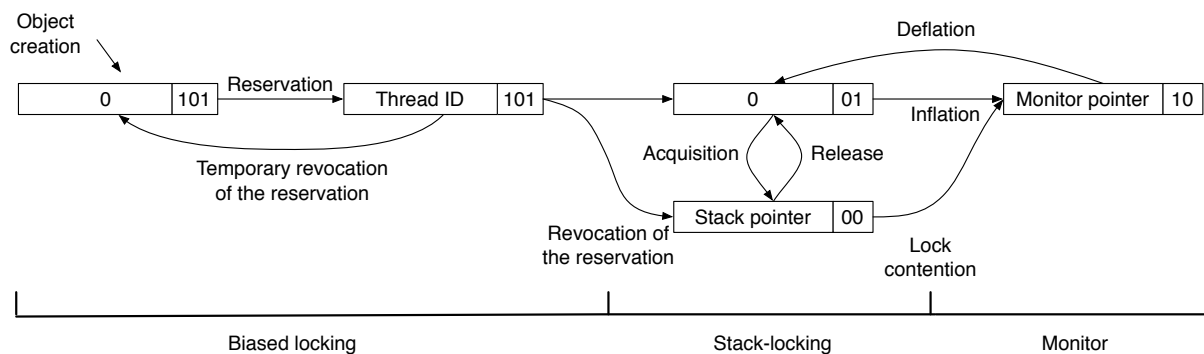 Object
creation
Deflation
0 101
Reservation
Thread ID 101
0 01
Inflation
Monitor pointer 10
Temporary revocation
of the reservation
Acquisition
Release
Stack pointer 00
Revocation of
the reservation
Lock
contention
Biased locking
Stack-locking
Monitor